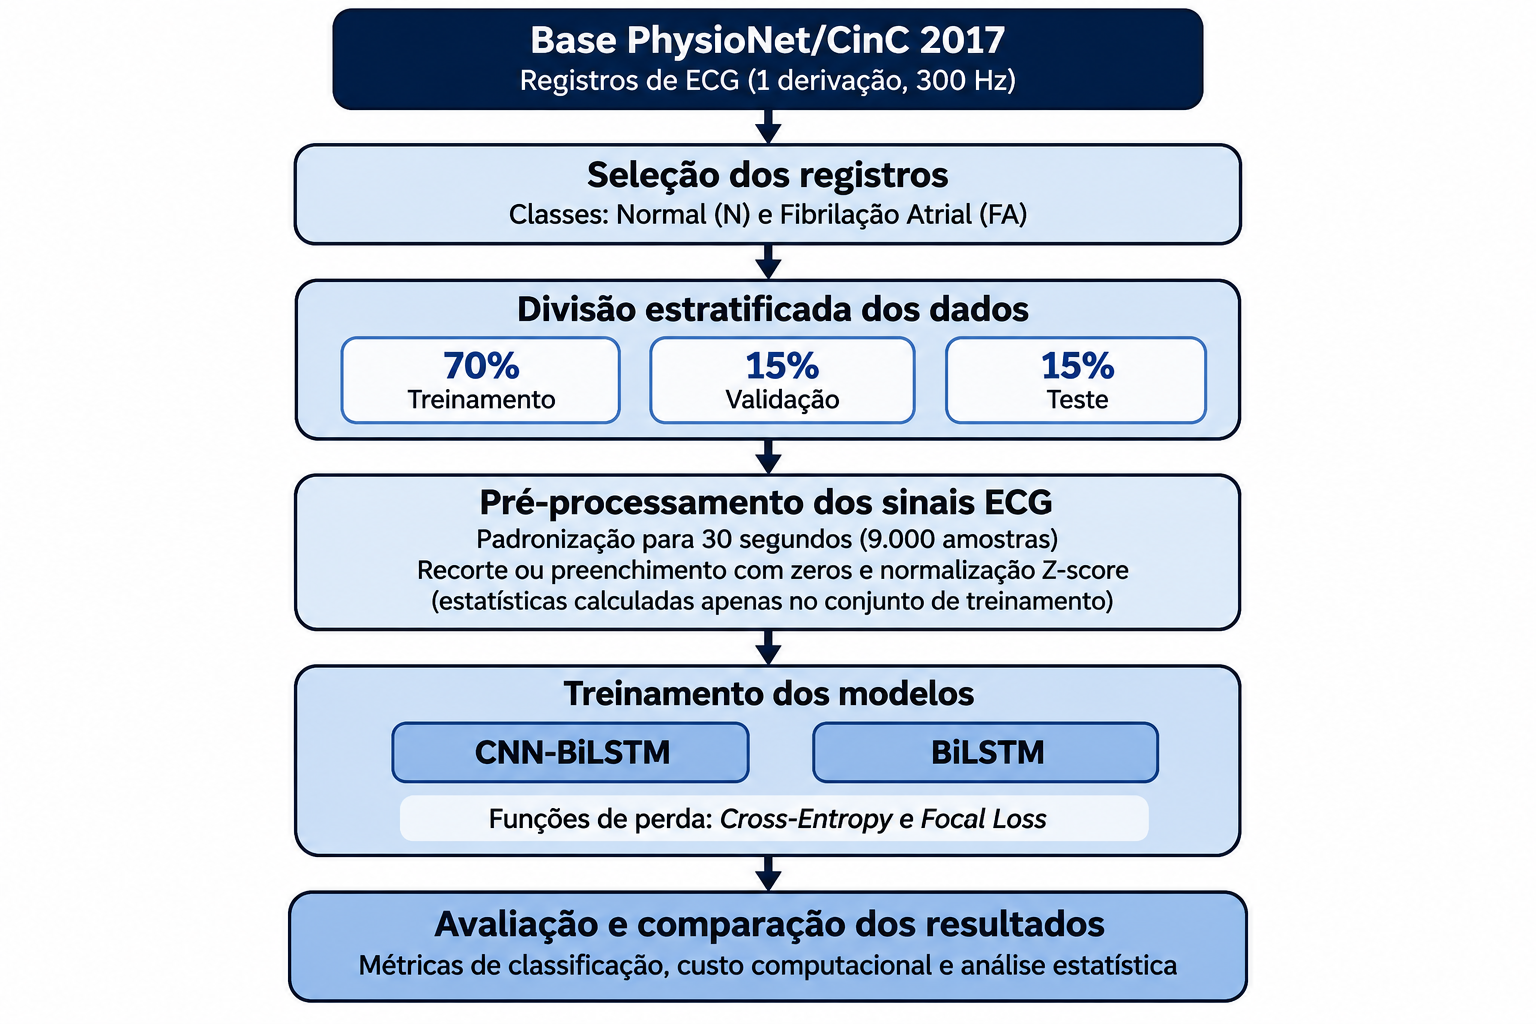 Base PhysioNet/CinC 2017
Registros de ECG (1 derivação, 300 Hz)
Seleção dos registros
Classes: Normal (N) e Fibrilação Atrial (FA)
Divisão estratificada dos dados
70%
Treinamento
15%
Validação
15%
Teste
Pré-processamento dos sinais ECG
Padronização para 30 segundos (9.000 amostras)
Recorte ou preenchimento com zeros e normalização Z-score
(estatísticas calculadas apenas no conjunto de treinamento)
Treinamento dos modelos
CNN-BiLSTM
BiLSTM
Funções de perda: Cross-Entropy e Focal Loss
Avaliação e comparação dos resultados
Métricas de classificação, custo computacional e análise estatística